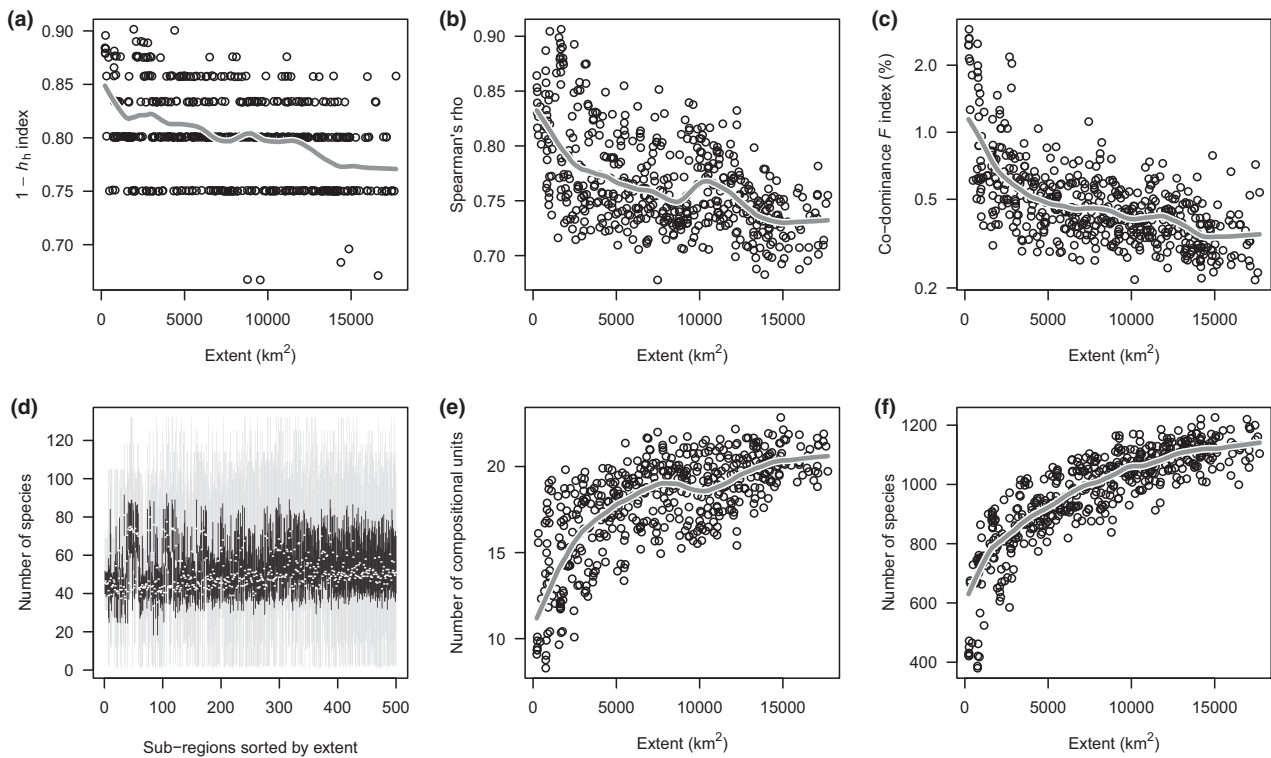 (a)
1 − hₕ index
0.90
0.85
0.80
0.75
0.70
0 5000 10000 15000
Extent (km²)
(b)
Spearman's rho
0.90
0.85
0.80
0.75
0.70
0 5000 10000 15000
Extent (km²)
(c)
Co−dominance F index (%)
2.0
1.0
0.5
0.2
0 5000 10000 15000
Extent (km²)
(d)
Number of species
120
100
80
60
40
20
0
0 100 200 300 400 500
Sub−regions sorted by extent
(e)
Number of compositional units
20
15
10
0 5000 10000 15000
Extent (km²)
(f)
Number of species
1200
1000
800
600
400
0 5000 10000 15000
Extent (km²)